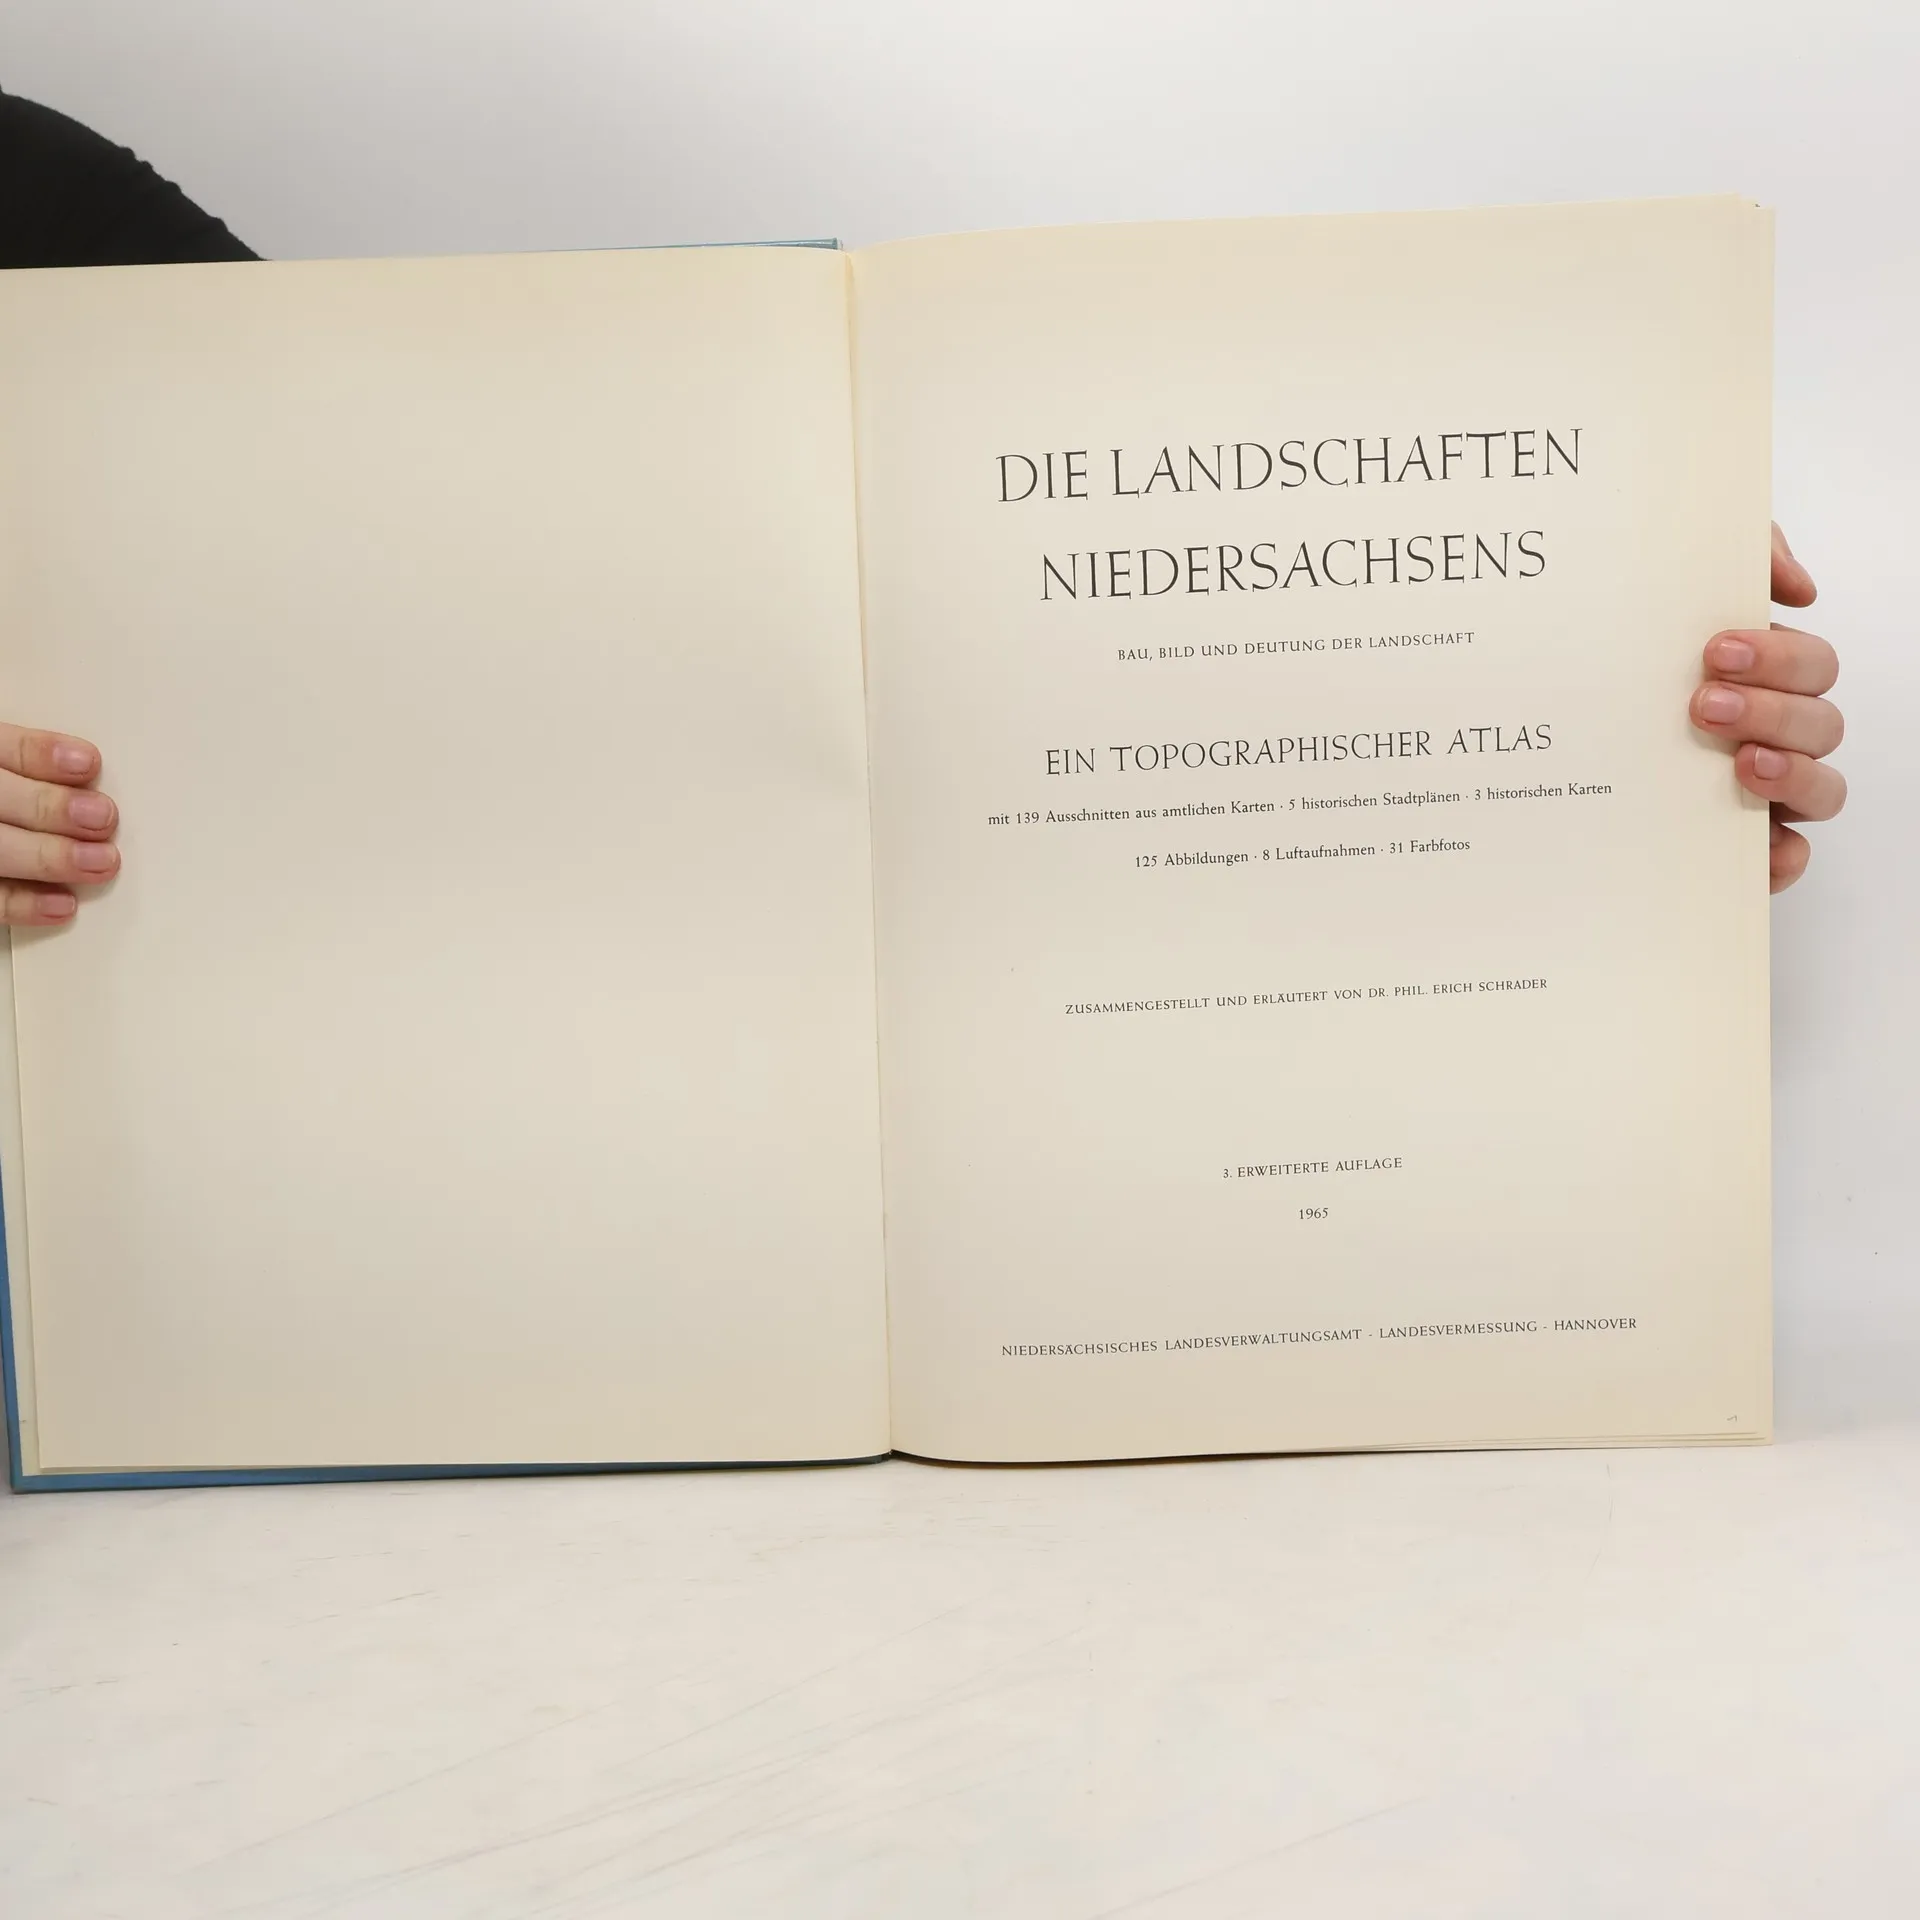 DIE LANDSCHAFTEN
NIEDERSACHSENS
BAU, BILD UND DEUTUNG DER LANDSCHAFT
EIN TOPOGRAPHISCHER ATLAS
mit 139 Ausschnitten aus amtlichen Karten · 5 historischen Stadtplänen · 3 historischen Karten
125 Abbildungen · 8 Luftaufnahmen · 31 Farbfotos
ZUSAMMENGESTELLT UND ERLÄUTERT VON DR. PHIL. ERICH SCHRADER
3. ERWEITERTE AUFLAGE
1965
NIEDERSÄCHSISCHES LANDESVERWALTUNGSAMT - LANDESVERMESSUNG - HANNOVER